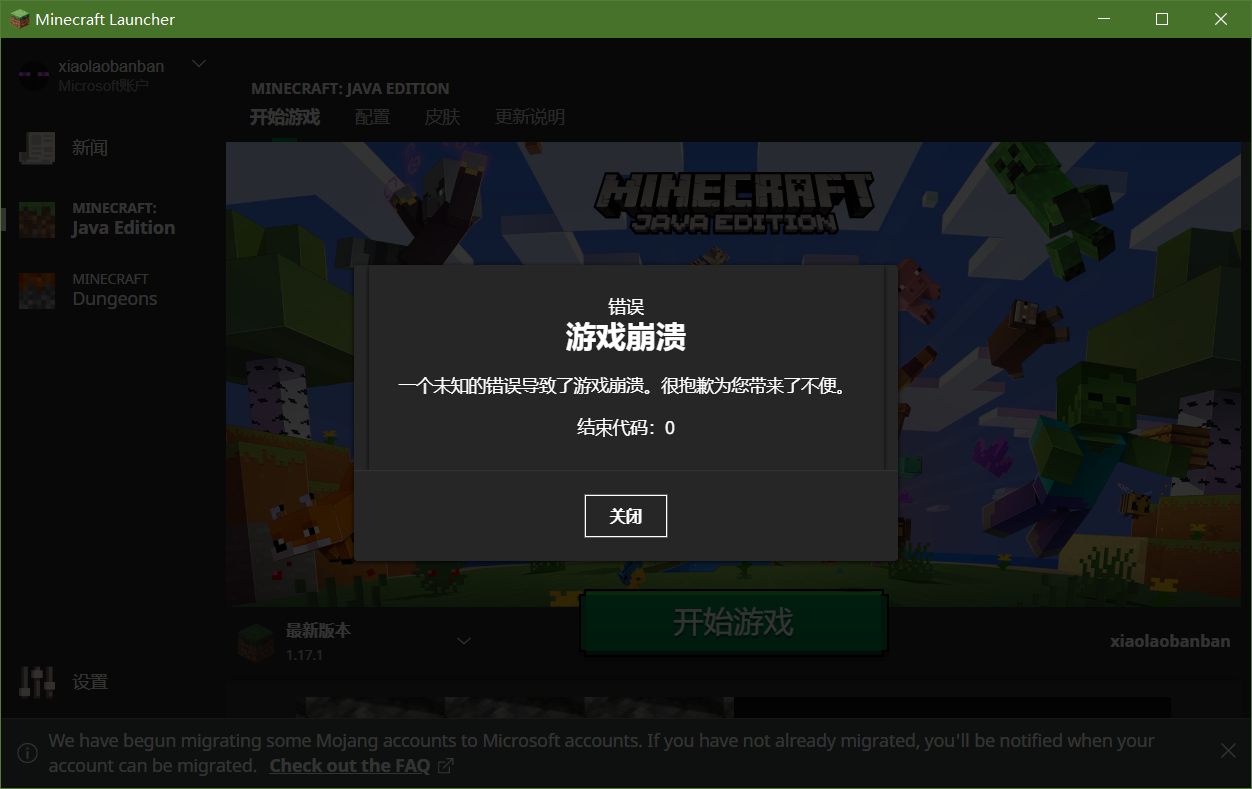 Minecraft Launcher
xiaolaobanban
Microsoft账户
新闻
MINECRAFT:
Java Edition
MINECRAFT
Dungeons
设置
MINECRAFT: JAVA EDITION
开始游戏 配置 皮肤 更新说明
MINECRAFT
JAVA EDITION
错误
游戏崩溃
一个未知的错误导致了游戏崩溃。很抱歉为您带来了不便。
结束代码：0
关闭
最新版本
1.17.1
开始游戏
xiaolaobanban
We have begun migrating some Mojang accounts to Microsoft accounts. If you have not already migrated, you'll be notified when your
account can be migrated. Check out the FAQ